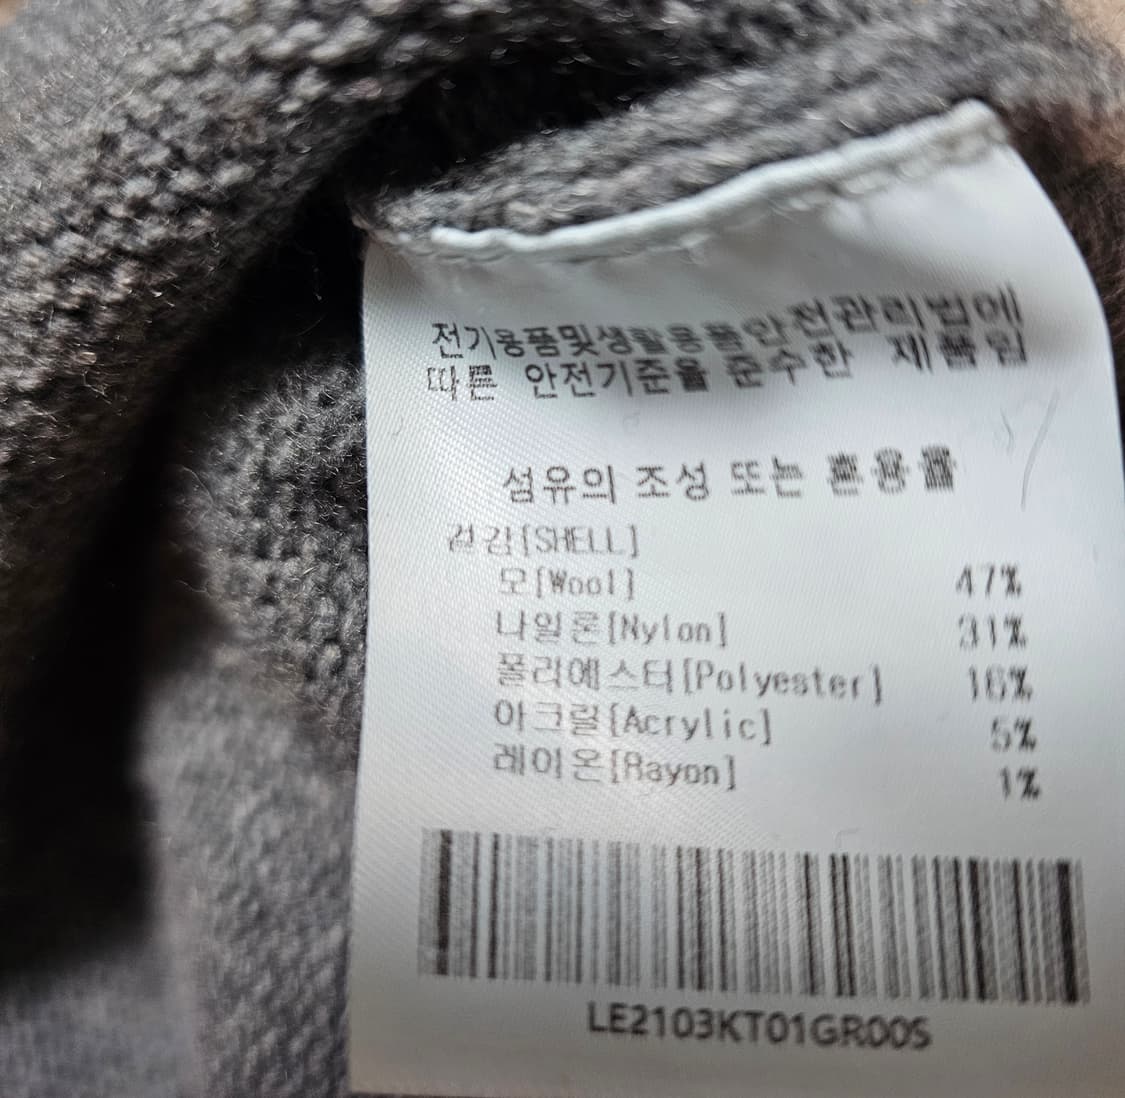 전기용품및생활용품안전관리법에
따른 안전기준을 준수한 제품임
섬유의 조성 또는 혼용률
겉감[SHELL]
모[Wool] 47%
나일론[Nylon] 31%
폴리에스터[Polyester] 16%
아크릴[Acrylic] 5%
레이온[Rayon] 1%
LE2103KT01GR00S